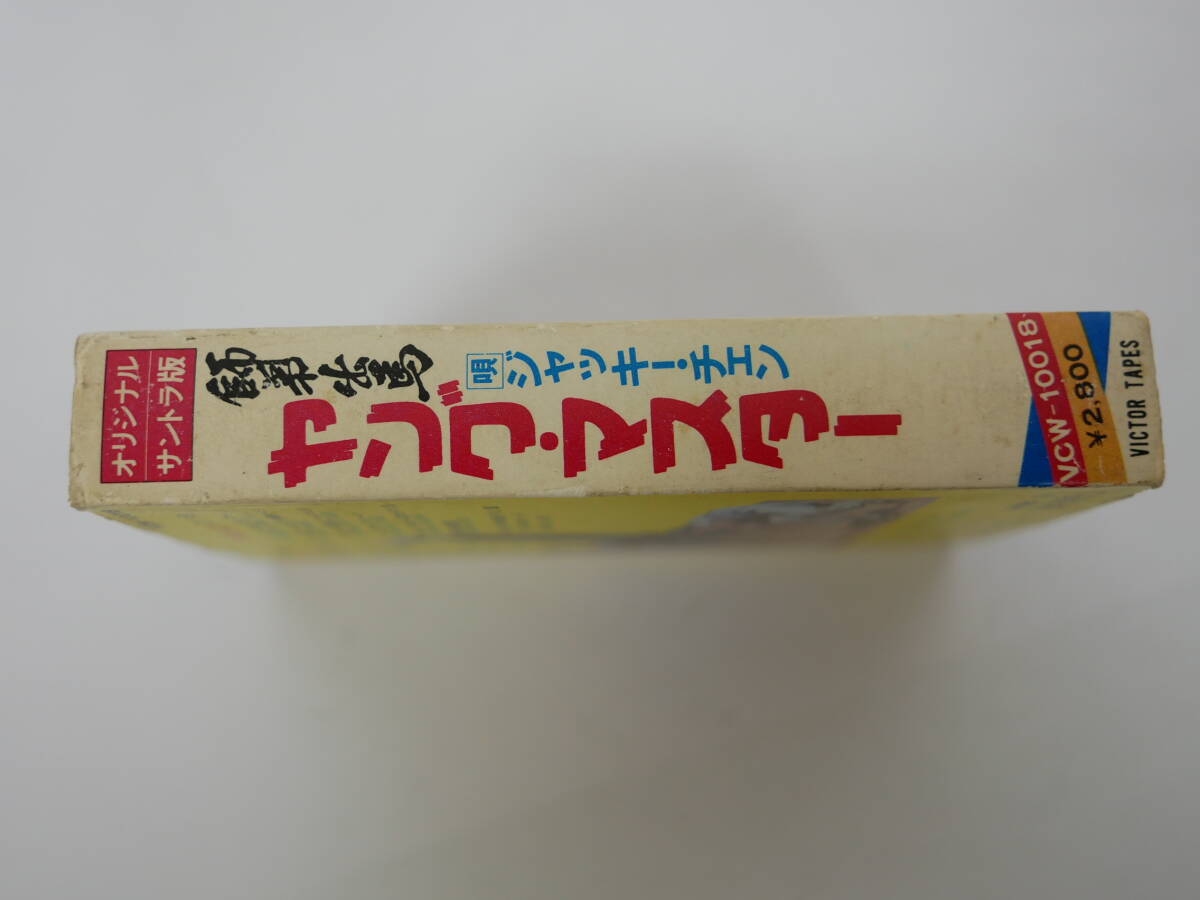 オリジナル
サントラ版
師弟出馬
唄 ジャッキー・チェン
ヤング・マスター
VCW-10018
¥2,800
VICTOR TAPES